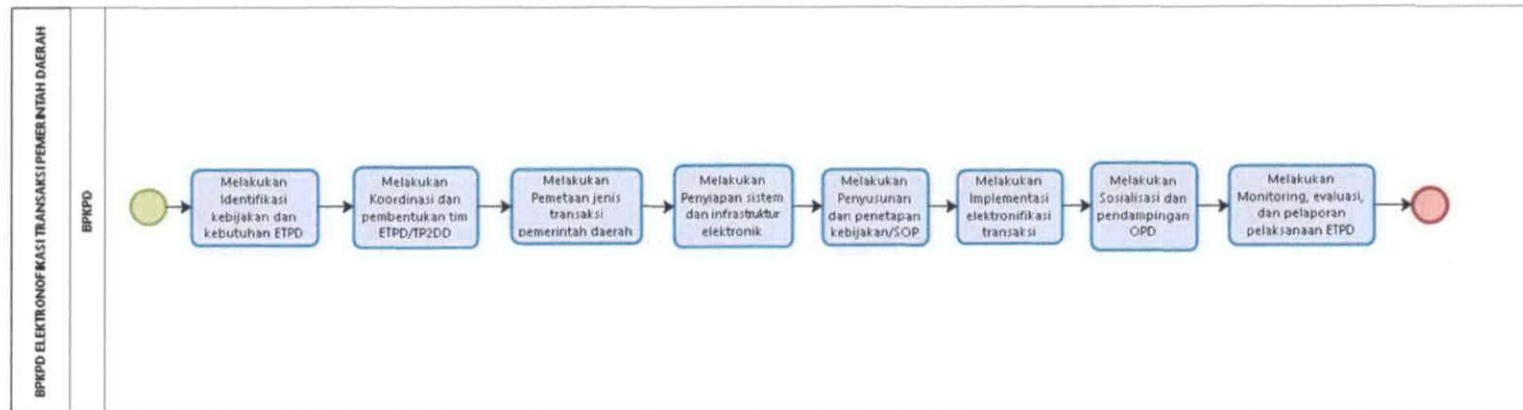 BPKPD ELEKTRONOFIKASI TRANSAKSI PEMERINTAH DAERAH
BPKPD
Melakukan
Identifikasi
kebijakan dan
kebutuhan ETPD
Melakukan
Koordinasi dan
pembentukan tim
ETPD/TP2DD
Melakukan
Pemetaan jenis
transaksi
pemerintah daerah
Melakukan
Penyiapan sistem
dan infrastruktur
elektronik
Melakukan
Penyusunan
dan penetapan
kebijakan/SOP
Melakukan
Implementasi
elektronifikasi
transaksi
Melakukan
Sosialisasi dan
pendampingan
OPD
Melakukan
Monitoring, evaluasi,
dan pelaporan
pelaksanaan ETPD